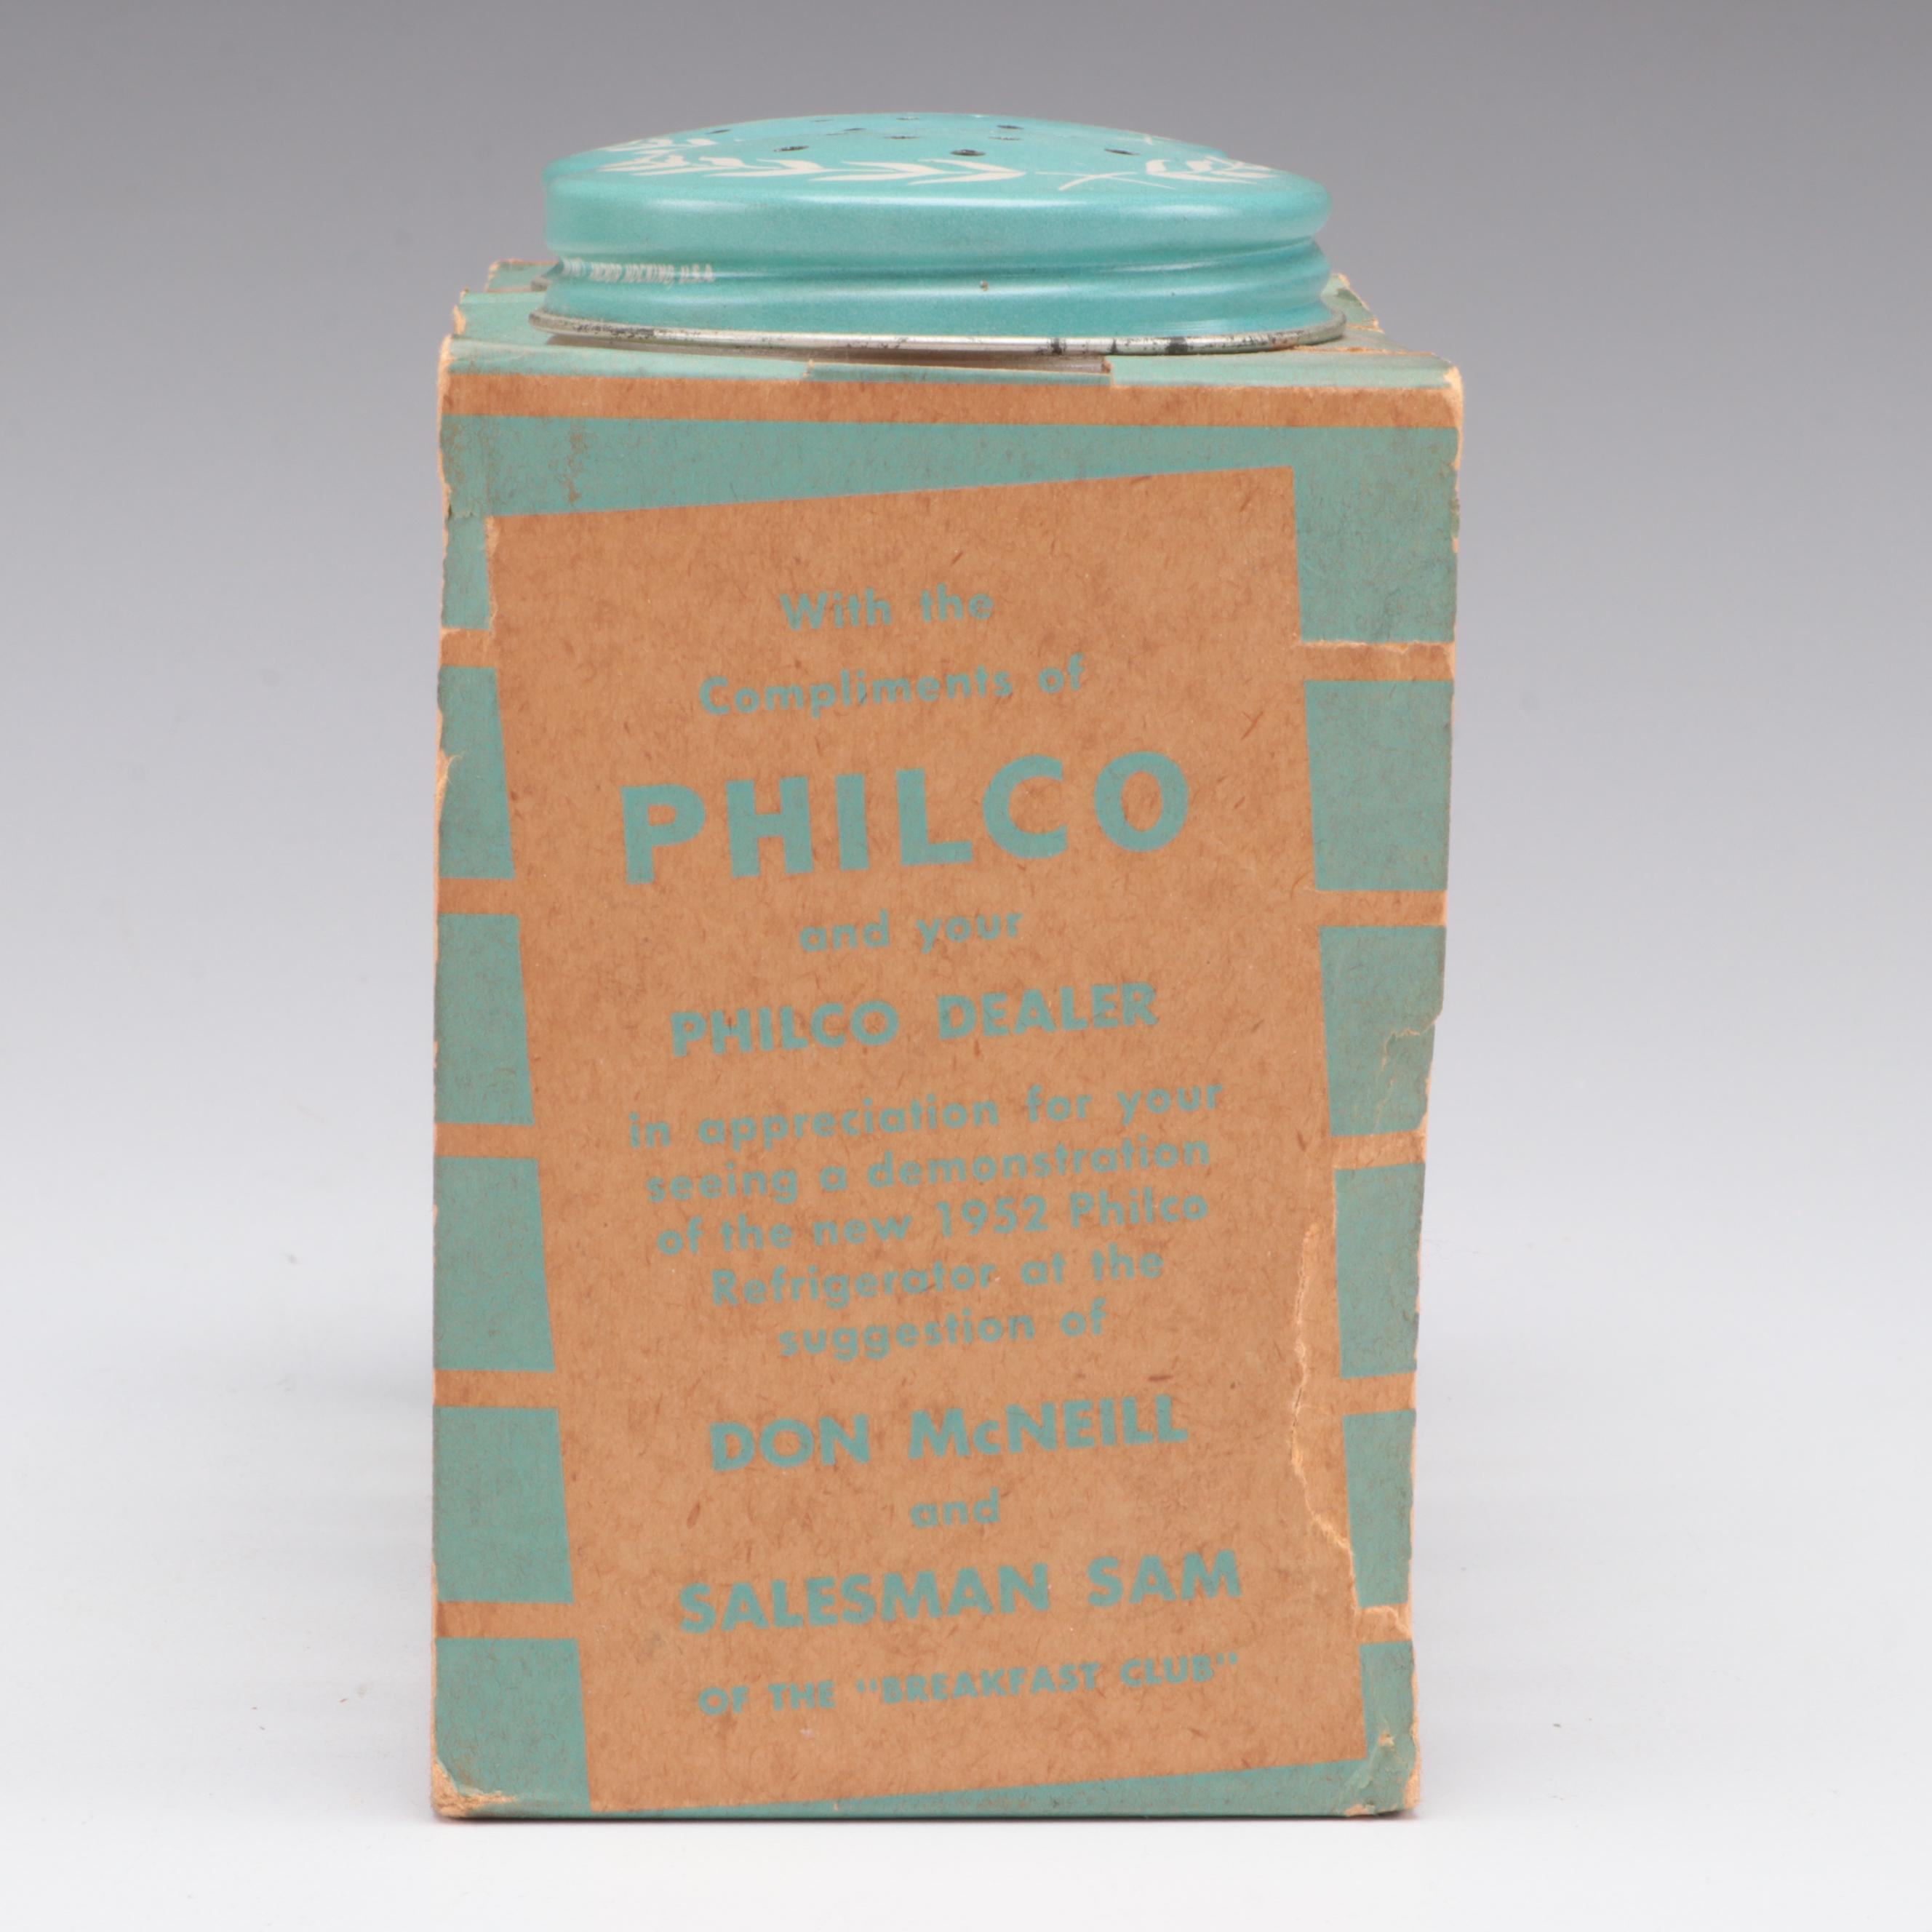 HOCKING, U.S.A.
With the
Compliments of
PHILCO
and your
PHILCO DEALER
in appreciation for your
seeing a demonstration
of the new 1952 Philco
Refrigerator at the
suggestion of
DON McNEILL
and
SALESMAN SAM
OF THE "BREAKFAST CLUB"